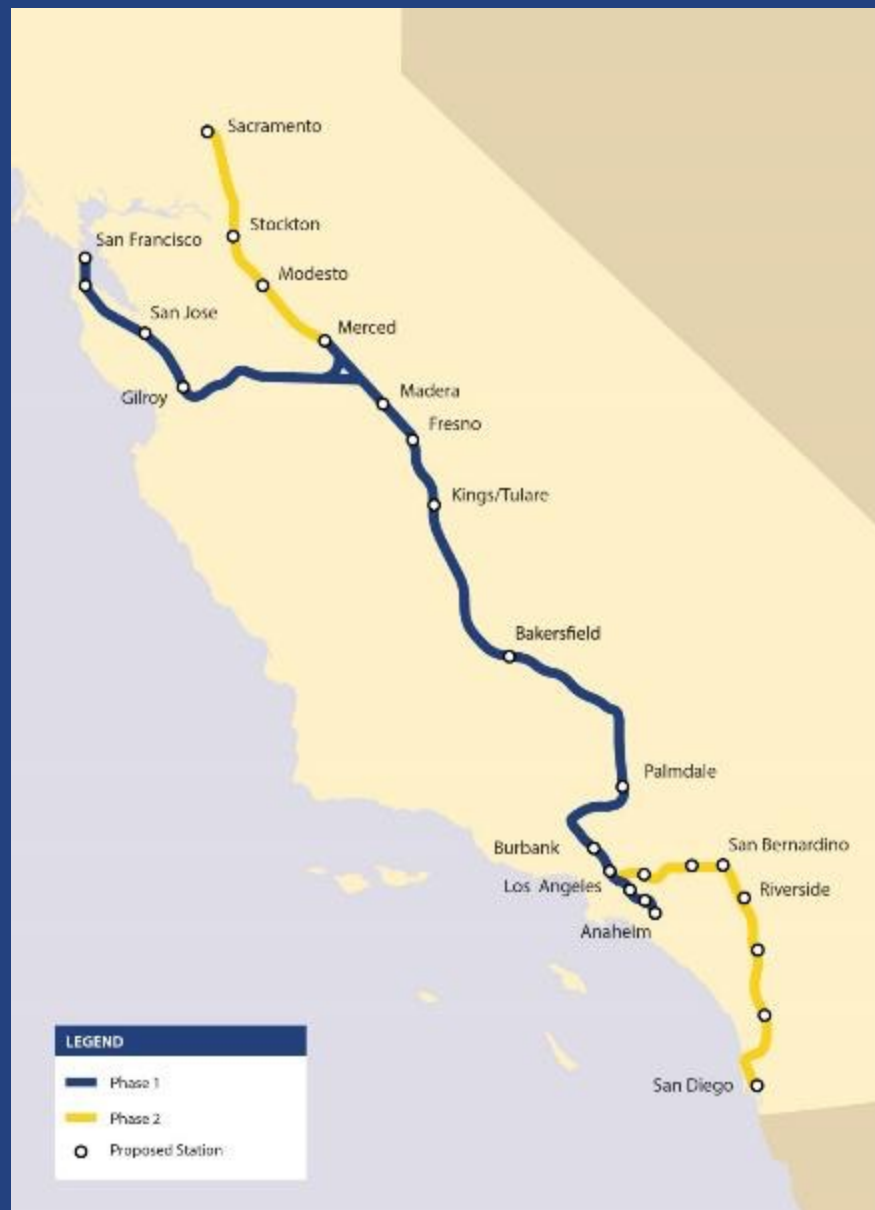 Sacramento
Stockton
San Francisco
Modesto
San Jose
Merced
Gilroy
Madera
Fresno
Kings/Tulare
Bakersfield
Palmdale
Burbank
San Bernardino
Los Angeles
Riverside
Anaheim
San Diego
LEGEND
Phase 1
Phase 2
Proposed Station